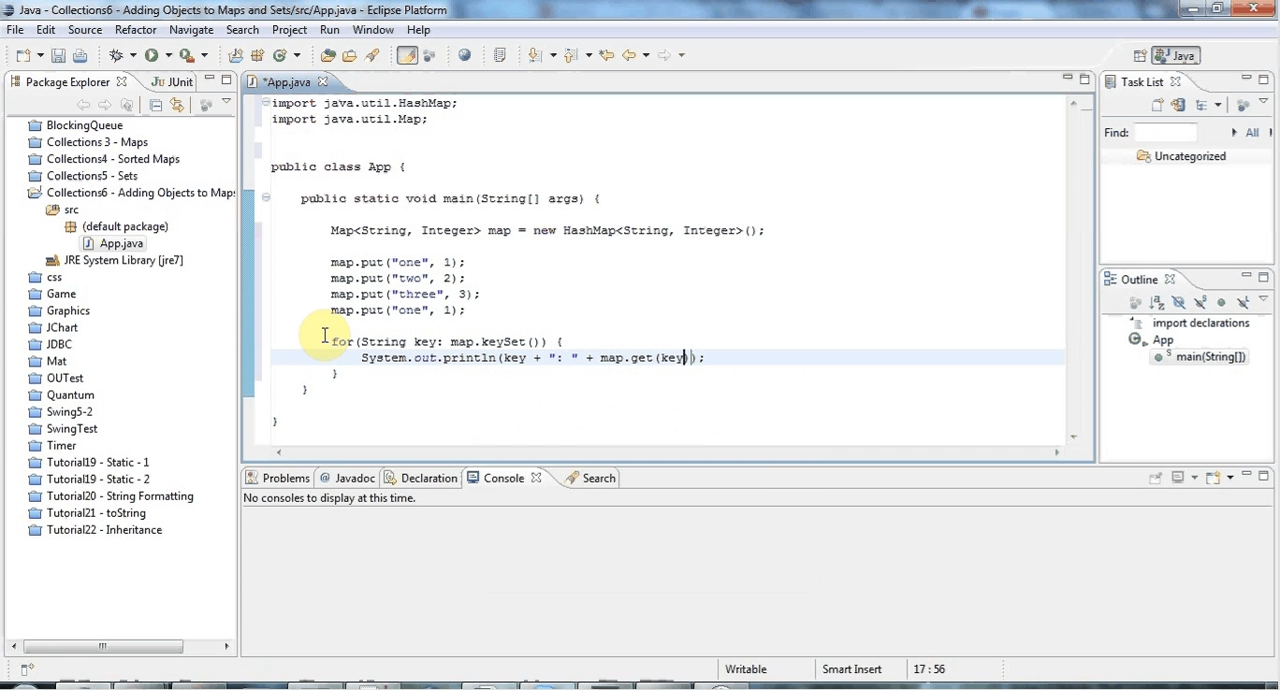 Java - Collections6 - Adding Objects to Maps and Sets/src/App.java - Eclipse Platform
File Edit Source Refactor Navigate Search Project Run Window Help
Java
Package Explorer JUnit
BlockingQueue
Collections 3 - Maps
Collections4 - Sorted Maps
Collections5 - Sets
Collections6 - Adding Objects to Maps
src
(default package)
App.java
JRE System Library [jre7]
css
Game
Graphics
JChart
JDBC
Mat
OUTest
Quantum
Swing5-2
SwingTest
Timer
Tutorial19 - Static - 1
Tutorial19 - Static - 2
Tutorial20 - String Formatting
Tutorial21 - toString
Tutorial22 - Inheritance
*App.java
import java.util.HashMap;
import java.util.Map;
public class App {
public static void main(String[] args) {
Map<String, Integer> map = new HashMap<String, Integer>();
map.put("one", 1);
map.put("two", 2);
map.put("three", 3);
map.put("one", 1);
for(String key: map.keySet()) {
System.out.println(key + ": " + map.get(key));
}
}
}
Task List
Find: All
Uncategorized
Outline
import declarations
App
main(String[])
Problems @ Javadoc Declaration Console Search
No consoles to display at this time.
Writable Smart Insert 17 : 56